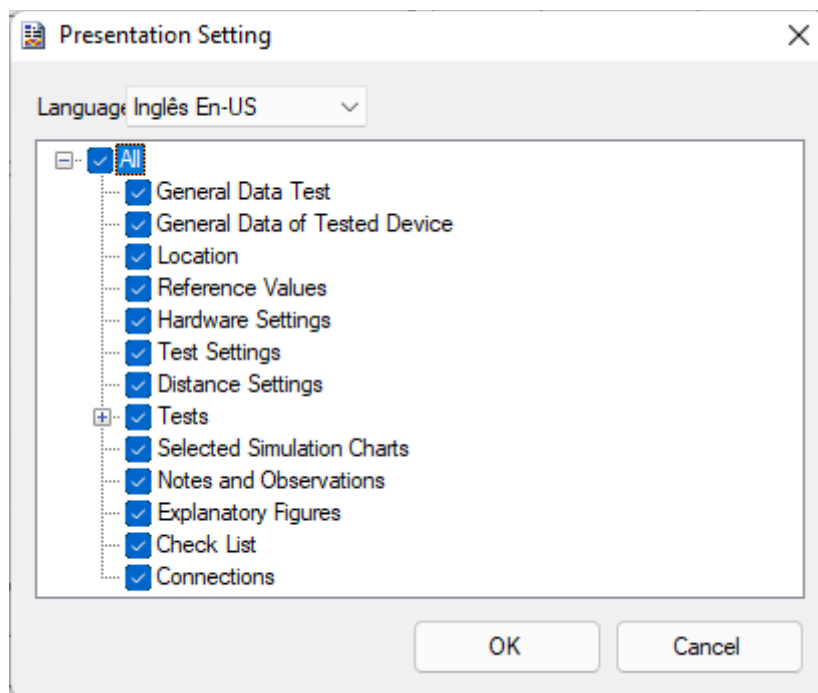 Presentation Setting
Language Inglês En-US
All
General Data Test
General Data of Tested Device
Location
Reference Values
Hardware Settings
Test Settings
Distance Settings
Tests
Selected Simulation Charts
Notes and Observations
Explanatory Figures
Check List
Connections
OK Cancel